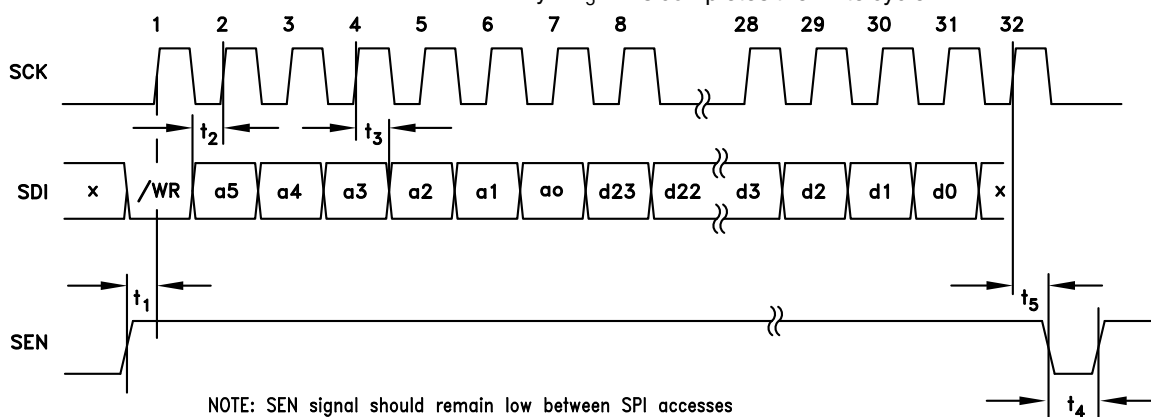 1 2 3 4 5 6 7 8 28 29 30 31 32
SCK
t2 t3
SDI x /WR a5 a4 a3 a2 a1 ao d23 d22 d3 d2 d1 d0 x
t1 t5
SEN
NOTE: SEN signal should remain low between SPI accesses
t4